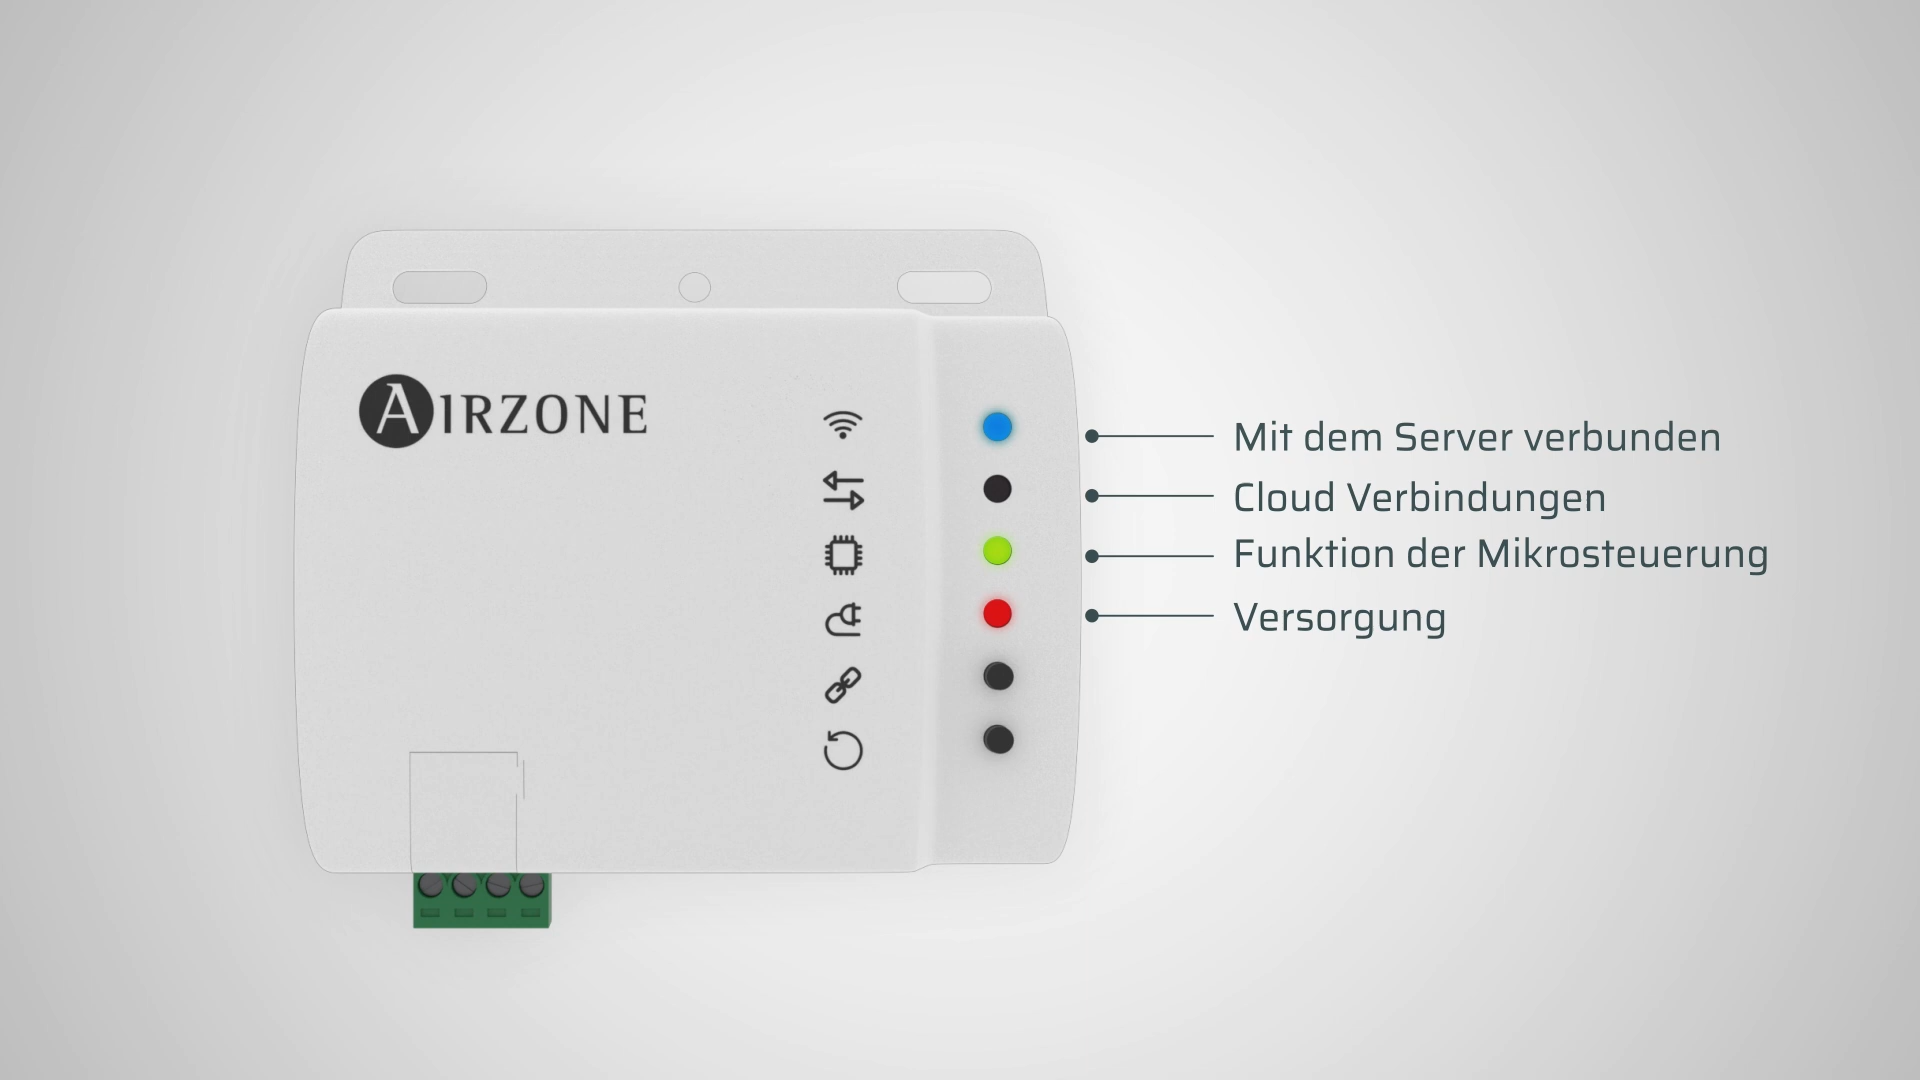 AIRZONE
Mit dem Server verbunden
Cloud Verbindungen
Funktion der Mikrosteuerung
Versorgung